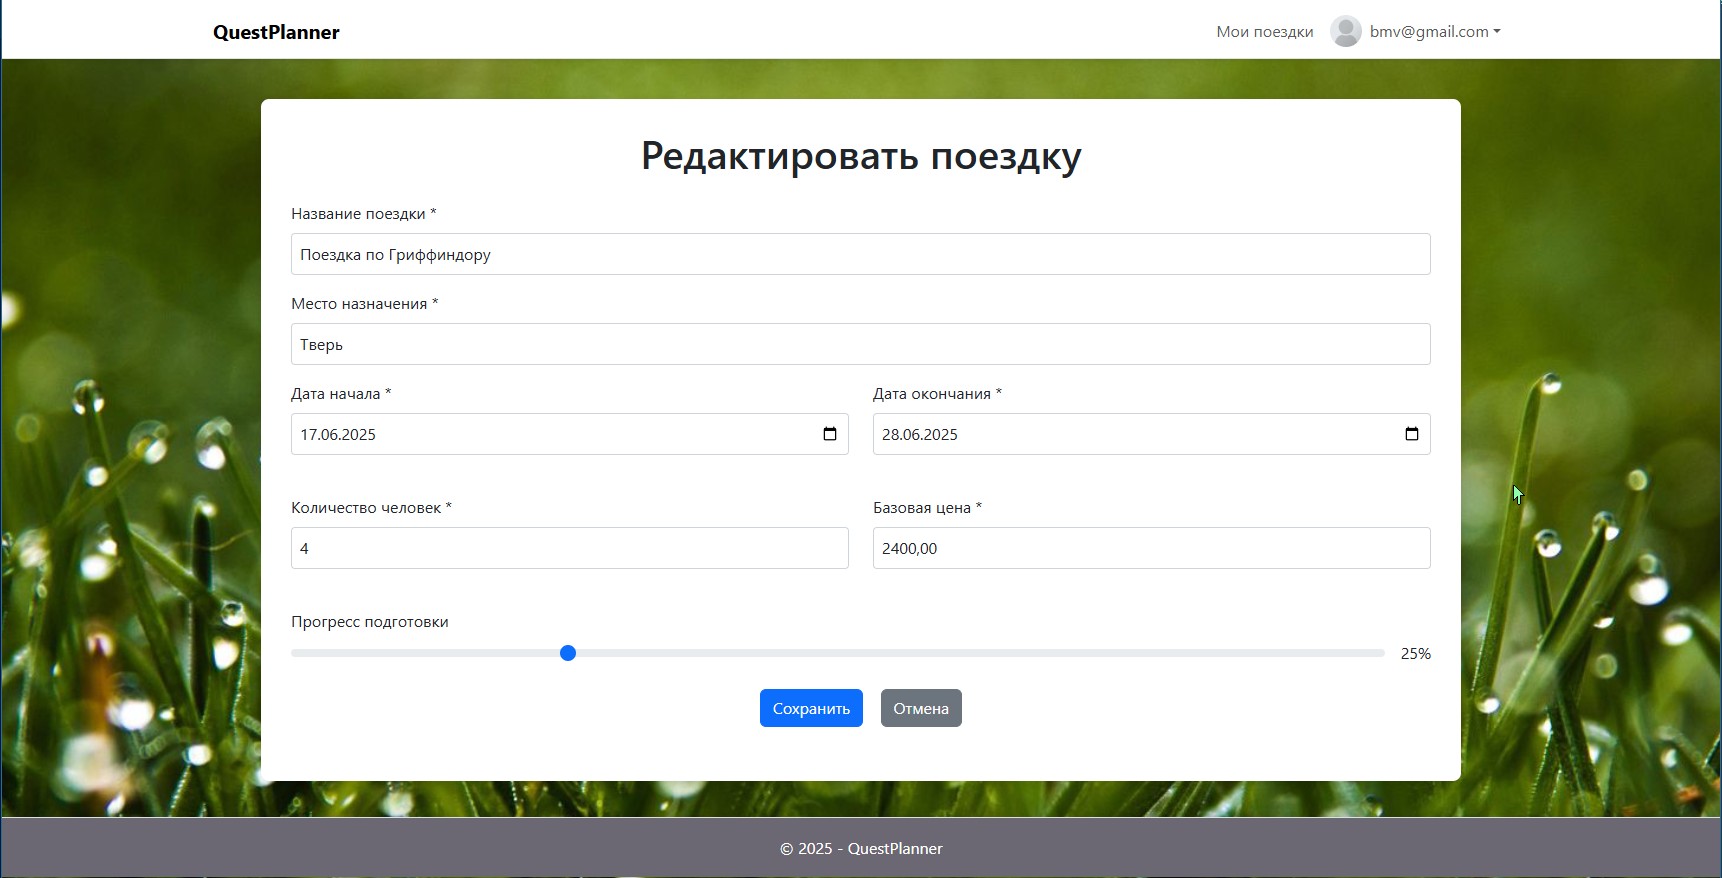 QuestPlanner
Мои поездки
bmv@gmail.com
Редактировать поездку
Название поездки *
Поездка по Гриффиндору
Место назначения *
Тверь
Дата начала *
Дата окончания *
17.06.2025
28.06.2025
Количество человек *
Базовая цена *
4
2400,00
Прогресс подготовки
25%
Сохранить
Отмена
© 2025 - QuestPlanner